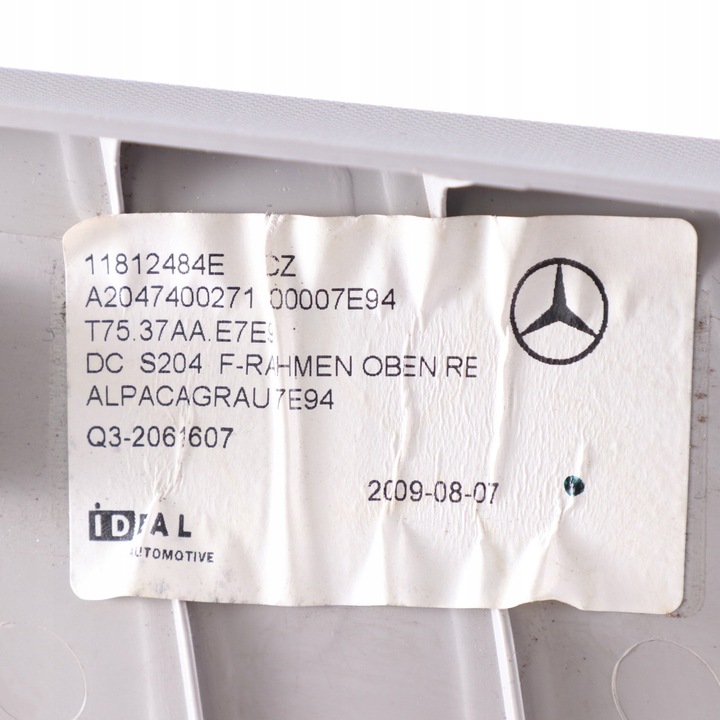 11812484E CZ
A2047400271 00007E94
T75.37AA.E7E9
DC S204 F-RAHMEN OBEN RE
ALPACAGRAU 7E94
Q3-2061607
2009-08-07
iDEAL
AUTOMOTIVE